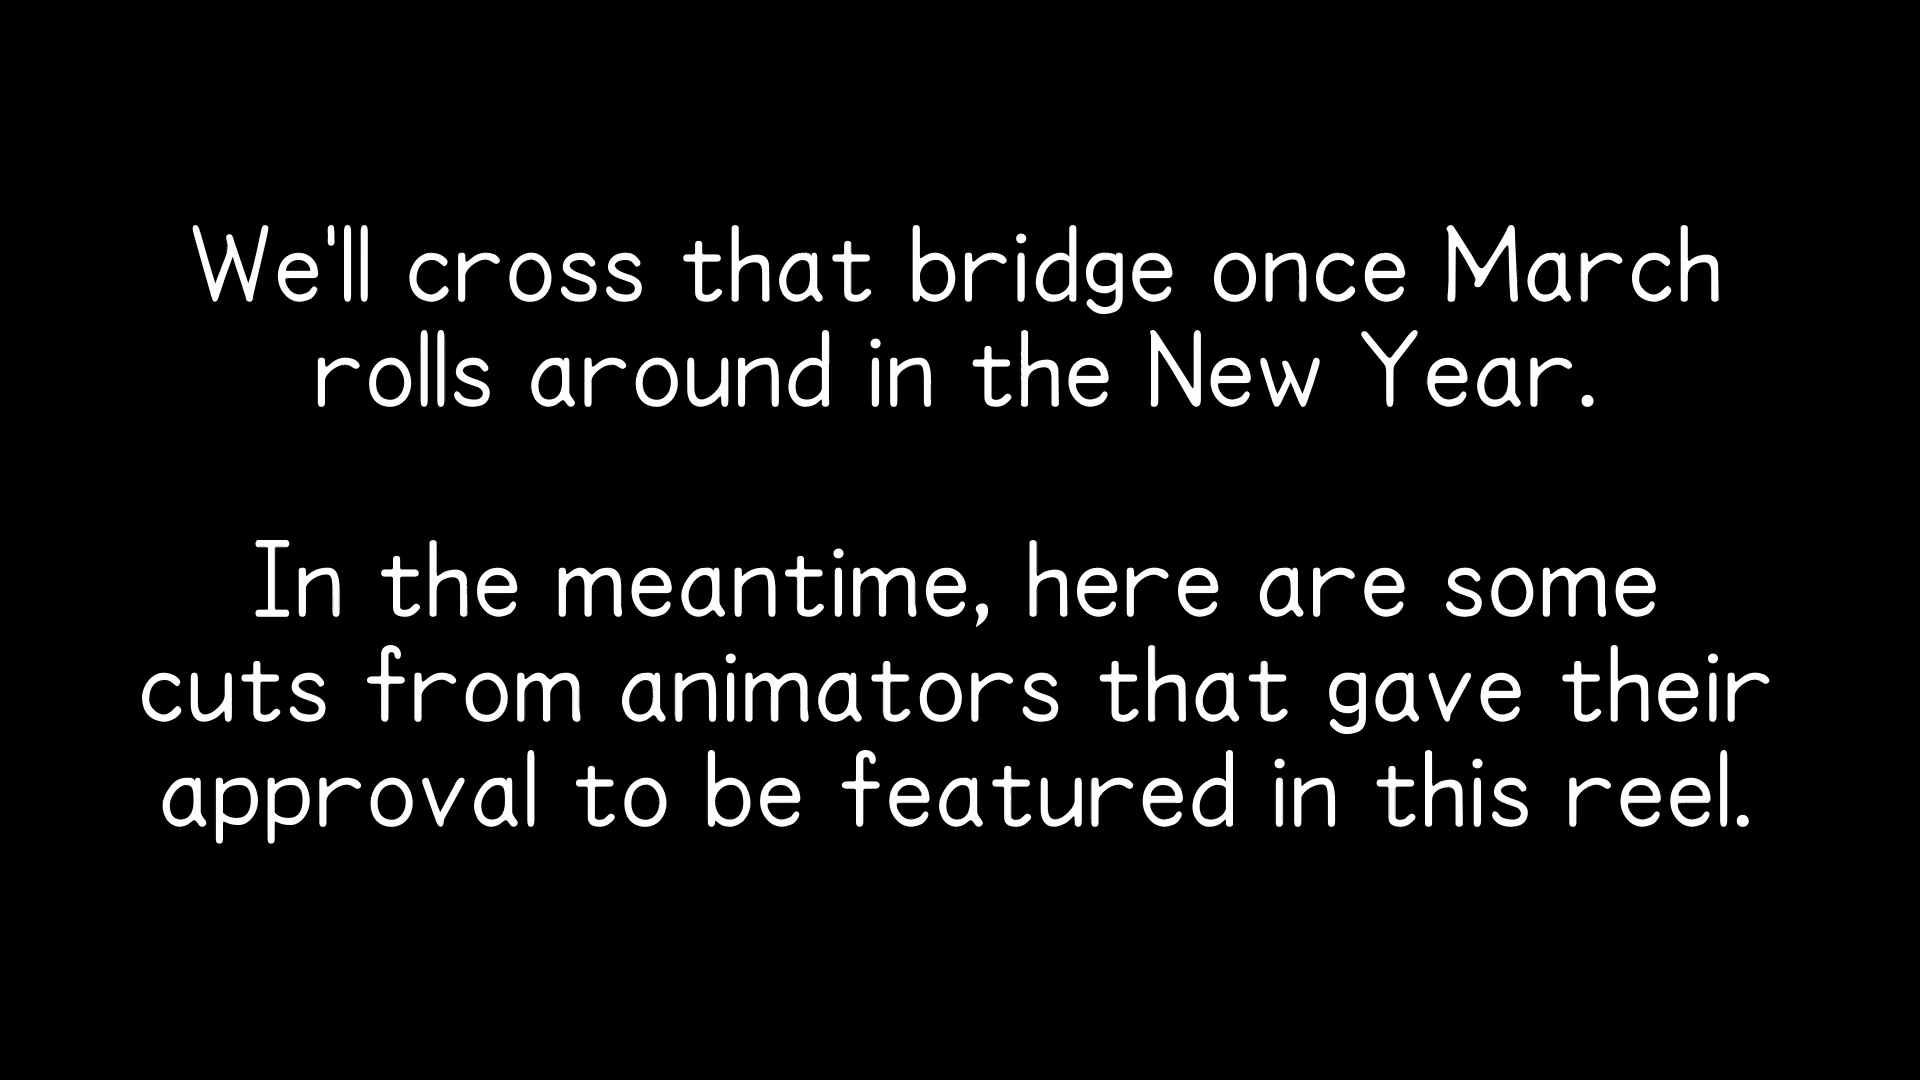 We'll cross that bridge once March
rolls around in the New Year.
In the meantime, here are some
cuts from animators that gave their
approval to be featured in this reel.